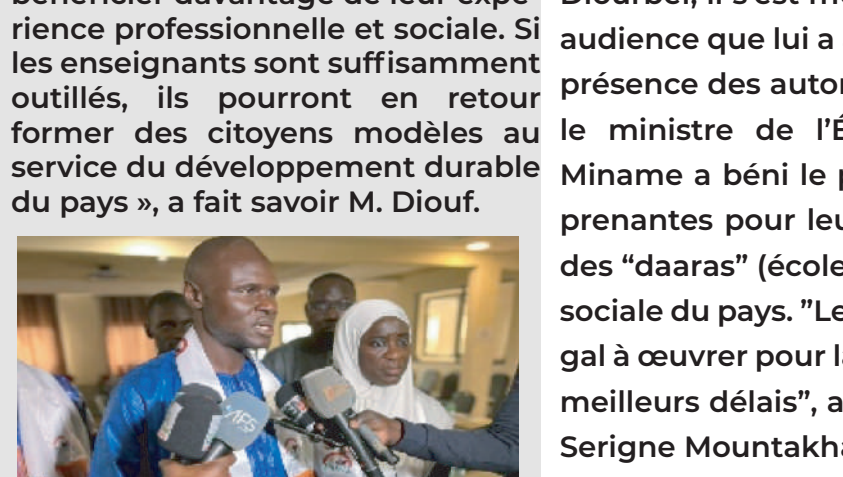 rience professionnelle et sociale. Si
les enseignants sont suffisamment
outillés, ils pourront en retour
former des citoyens modèles au
service du développement durable
du pays », a fait savoir M. Diouf.
APS
audience que lui a
présence des autor
le ministre de l’É
Miname a béni le p
prenantes pour leu
des “daaras” (école
sociale du pays. ”Le
gal à œuvrer pour la
meilleurs délais”, a
Serigne Mountakha